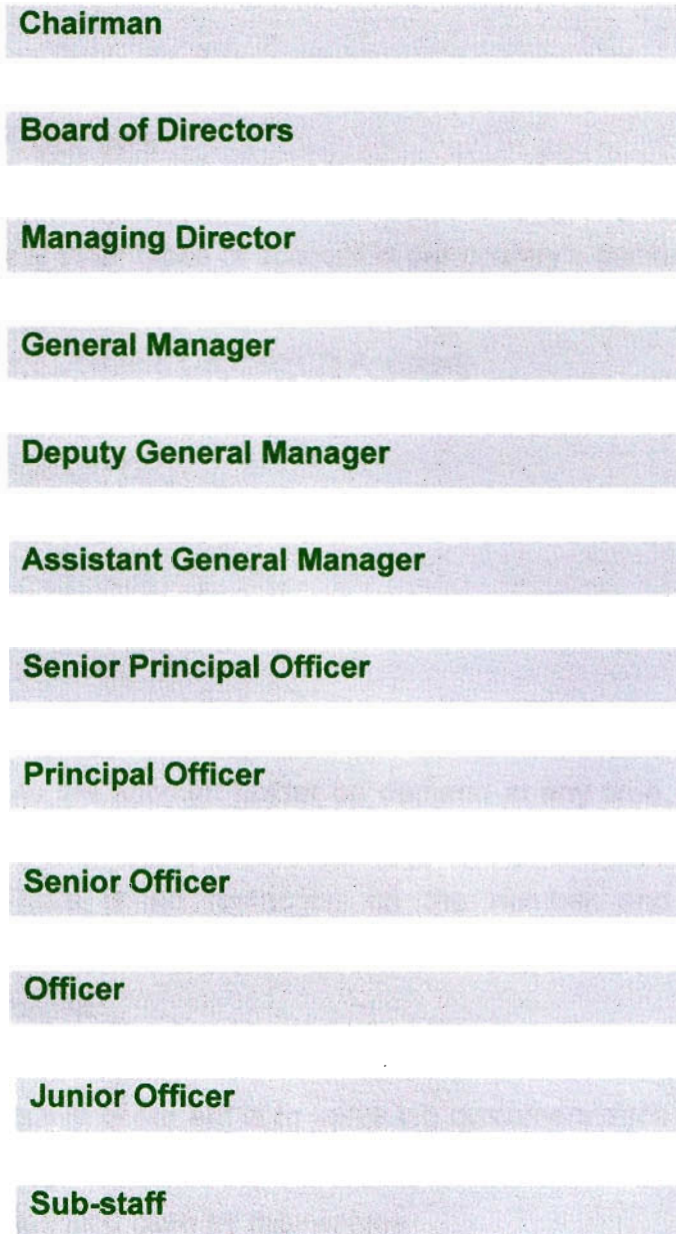 Chairman
Board of Directors
Managing Director
General Manager
Deputy General Manager
Assistant General Manager
Senior Principal Officer
Principal Officer
Senior Officer
Officer
Junior Officer
Sub-staff